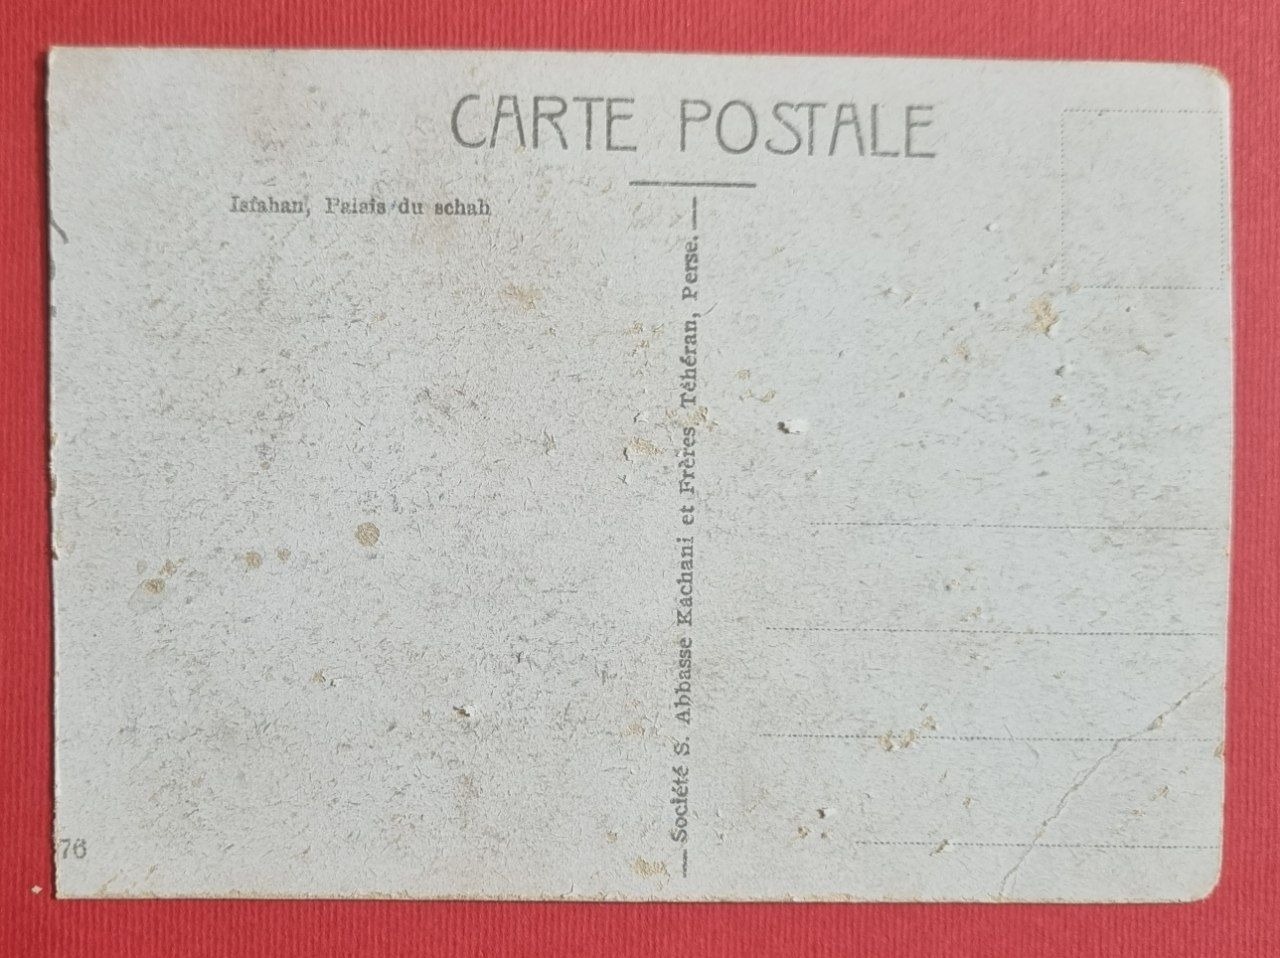 CARTE POSTALE
Isfahan, Palais du schah
— Société S. Abbasse Kachani et Frères, Téhéran, Perse. —
76